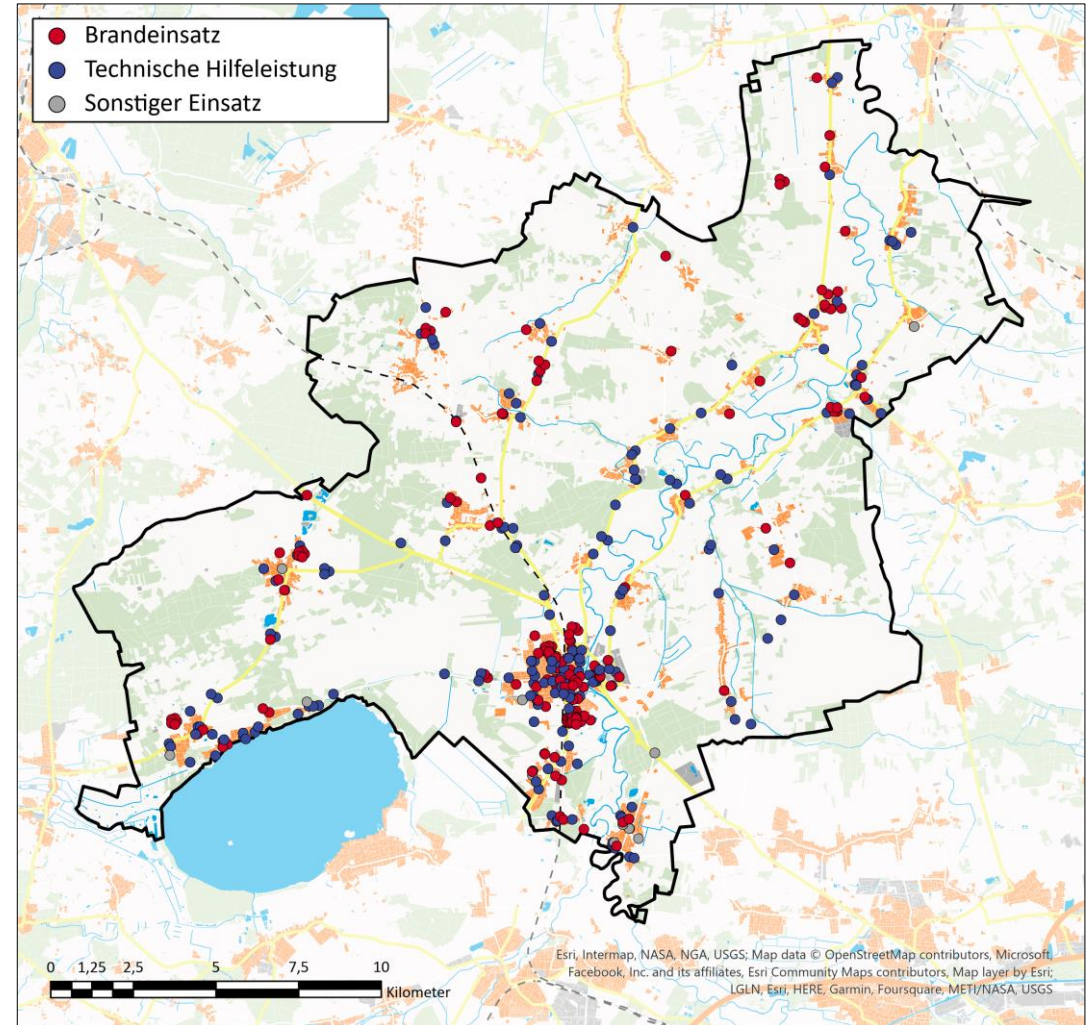 Brandeinsatz
Technische Hilfeleistung
Sonstiger Einsatz
0 1,25 2,5 5 7,5 10
Kilometer
Esri, Intermap, NASA, NGA, USGS; Map data © OpenStreetMap contributors, Microsoft,
Facebook, Inc. and its affiliates, Esri Community Maps contributors, Map layer by Esri;
LGLN, Esri, HERE, Garmin, Foursquare, METI/NASA, USGS